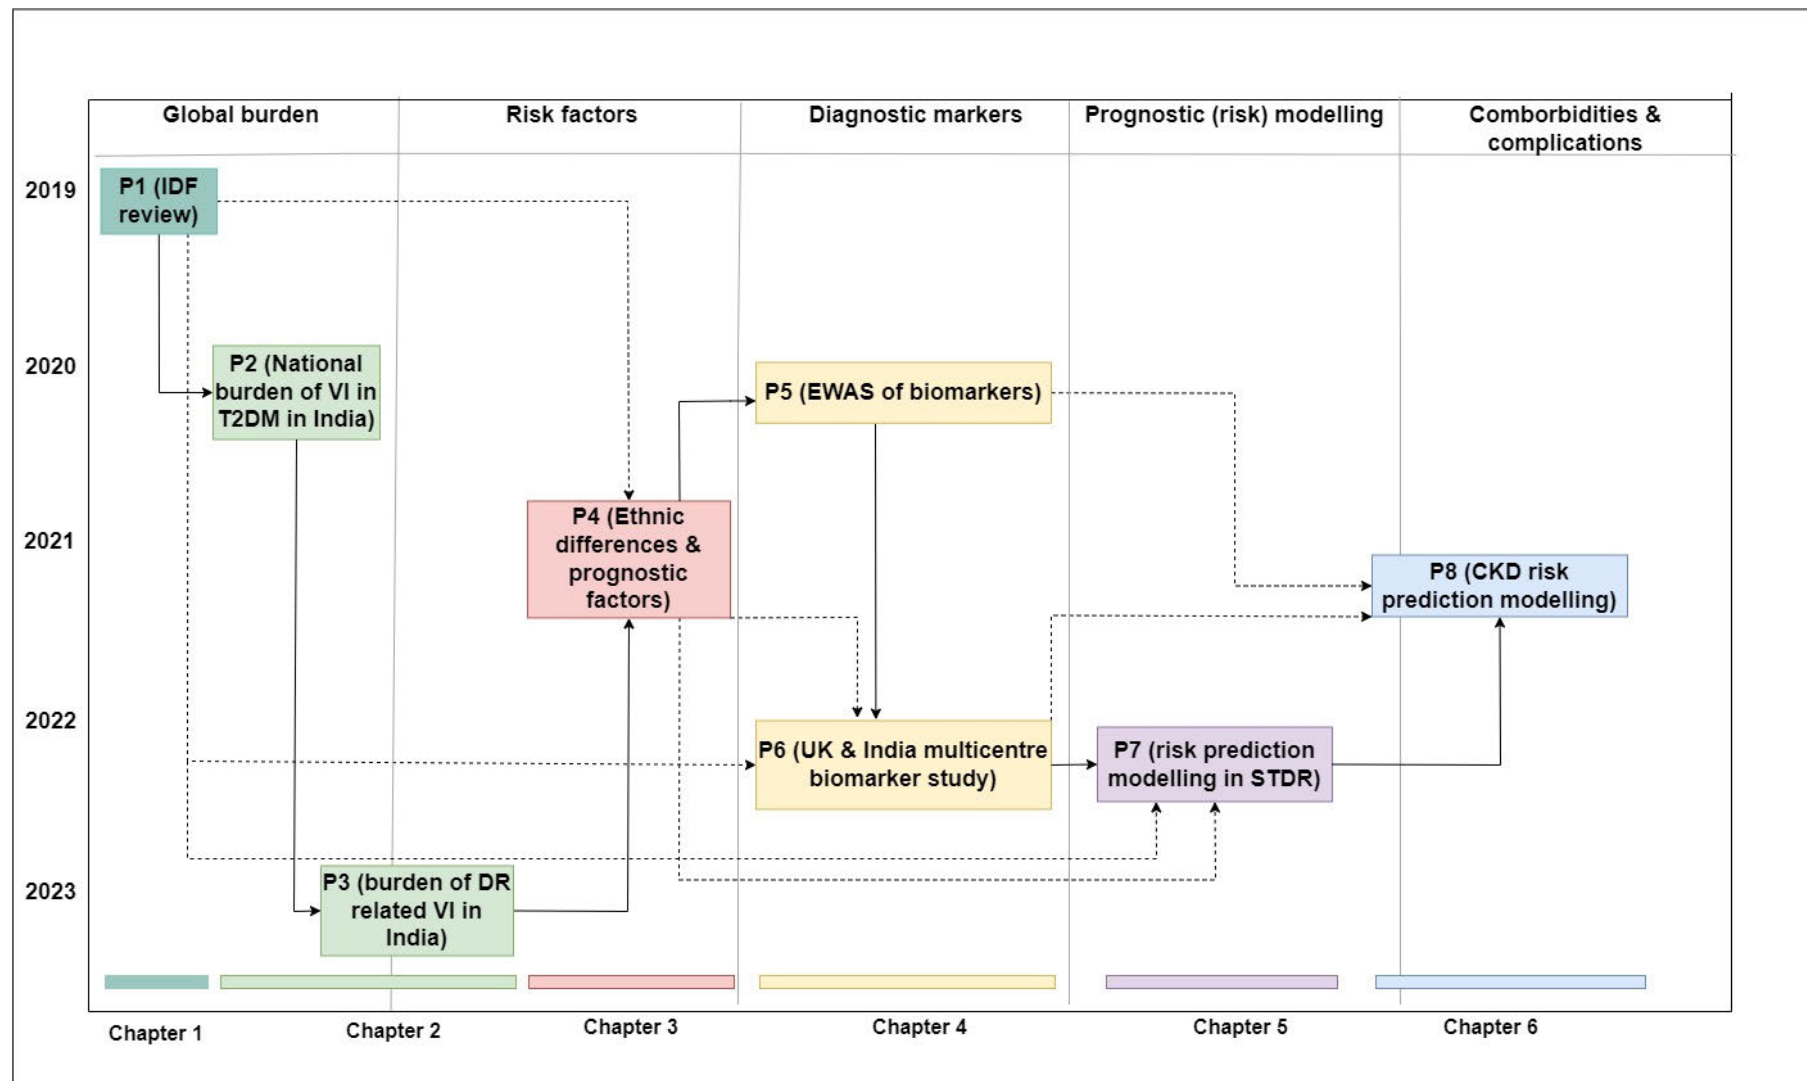 Global burden
Risk factors
Diagnostic markers
Prognostic (risk) modelling
Comborbidities &
complications
2019
P1 (IDF
review)
2020
P2 (National
burden of VI in
T2DM in India)
P5 (EWAS of biomarkers)
2021
P4 (Ethnic
differences &
prognostic
factors)
P8 (CKD risk
prediction modelling)
2022
P6 (UK & India multicentre
biomarker study)
P7 (risk prediction
modelling in STDR)
2023
P3 (burden of DR
related VI in
India)
Chapter 1
Chapter 2
Chapter 3
Chapter 4
Chapter 5
Chapter 6